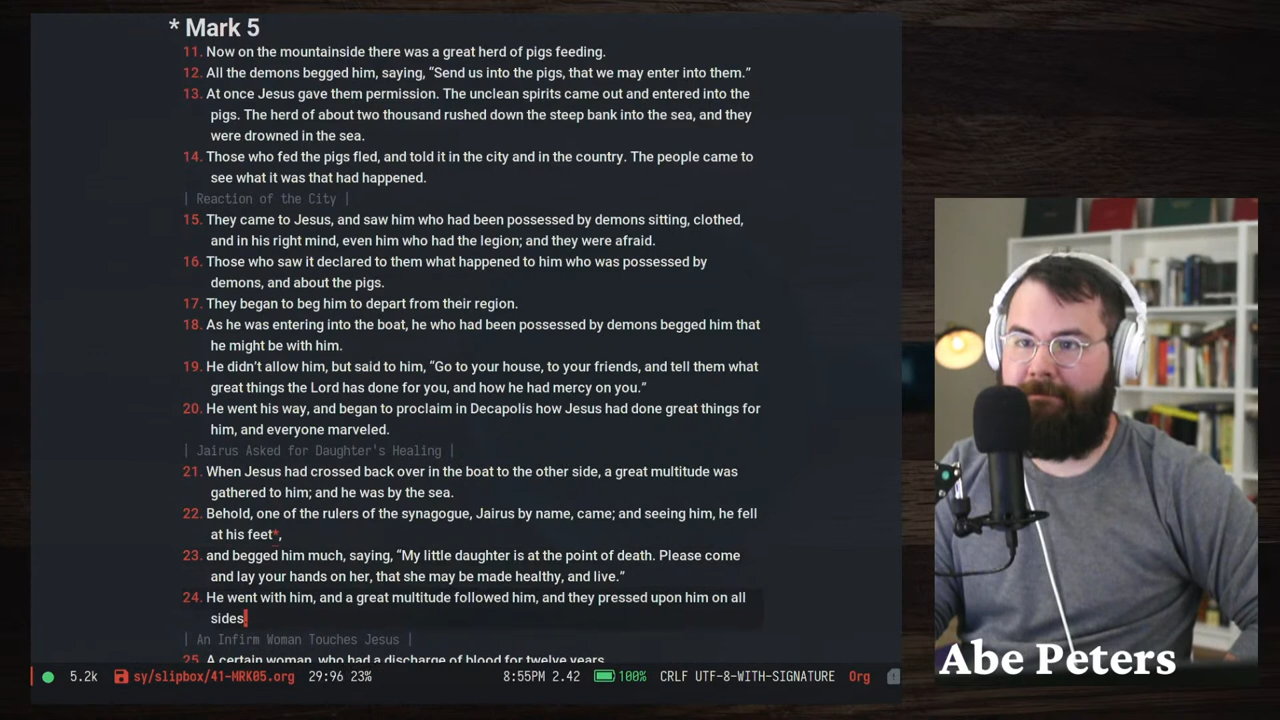 * Mark 5
11. Now on the mountainside there was a great herd of pigs feeding.
12. All the demons begged him, saying, “Send us into the pigs, that we may enter into them.”
13. At once Jesus gave them permission. The unclean spirits came out and entered into the
pigs. The herd of about two thousand rushed down the steep bank into the sea, and they
were drowned in the sea.
14. Those who fed the pigs fled, and told it in the city and in the country. The people came to
see what it was that had happened.
| Reaction of the City |
15. They came to Jesus, and saw him who had been possessed by demons sitting, clothed,
and in his right mind, even him who had the legion; and they were afraid.
16. Those who saw it declared to them what happened to him who was possessed by
demons, and about the pigs.
17. They began to beg him to depart from their region.
18. As he was entering into the boat, he who had been possessed by demons begged him that
he might be with him.
19. He didn’t allow him, but said to him, “Go to your house, to your friends, and tell them what
great things the Lord has done for you, and how he had mercy on you.”
20. He went his way, and began to proclaim in Decapolis how Jesus had done great things for
him, and everyone marveled.
| Jairus Asked for Daughter's Healing |
21. When Jesus had crossed back over in the boat to the other side, a great multitude was
gathered to him; and he was by the sea.
22. Behold, one of the rulers of the synagogue, Jairus by name, came; and seeing him, he fell
at his feet*,
23. and begged him much, saying, “My little daughter is at the point of death. Please come
and lay your hands on her, that she may be made healthy, and live.”
24. He went with him, and a great multitude followed him, and they pressed upon him on all
sides.
| An Infirm Woman Touches Jesus |
25. A certain woman, who had a discharge of blood for twelve years,
5.2k sy/slipbox/41-MRK05.org 29:96 23% 8:55PM 2.42 100% CRLF UTF-8-WITH-SIGNATURE Org
Abe Peters